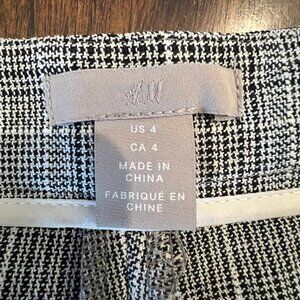 H&M
US 4
CA 4
MADE IN
CHINA
FABRIQUÉ EN
CHINE